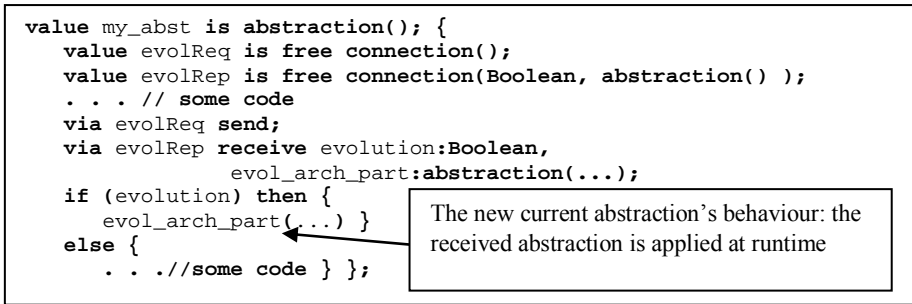 value my_abst is abstraction(); {
value evolReq is free connection();
value evolRep is free connection(Boolean, abstraction() );
. . . // some code
via evolReq send;
via evolRep receive evolution:Boolean,
evol_arch_part:abstraction(...);
if (evolution) then {
evol_arch_part(...) }
else {
. . .//some code } };
The new current abstraction’s behaviour: the
received abstraction is applied at runtime